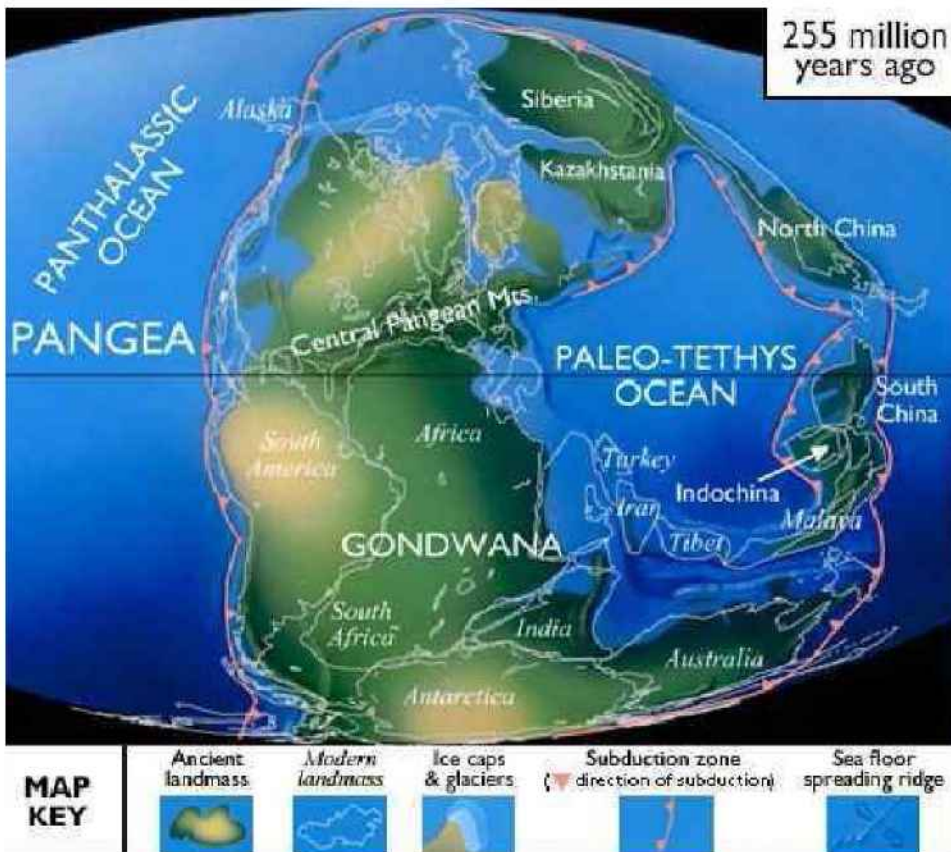 255 million
years ago
PANTHALASSIC
OCEAN
Alaska
Siberia
Kazakhstania
North China
Central Pangean Mts.
PANGEA
PALEO-TETHYS
OCEAN
South
China
South
America
Africa
Turkey
Indochina
Iran
Malaya
GONDWANA
Tibet
South
Africa
India
Australia
Antarctica
MAP
KEY
Ancient
landmass
Modern
landmass
Ice caps
& glaciers
Subduction zone
( direction of subduction)
Sea floor
spreading ridge